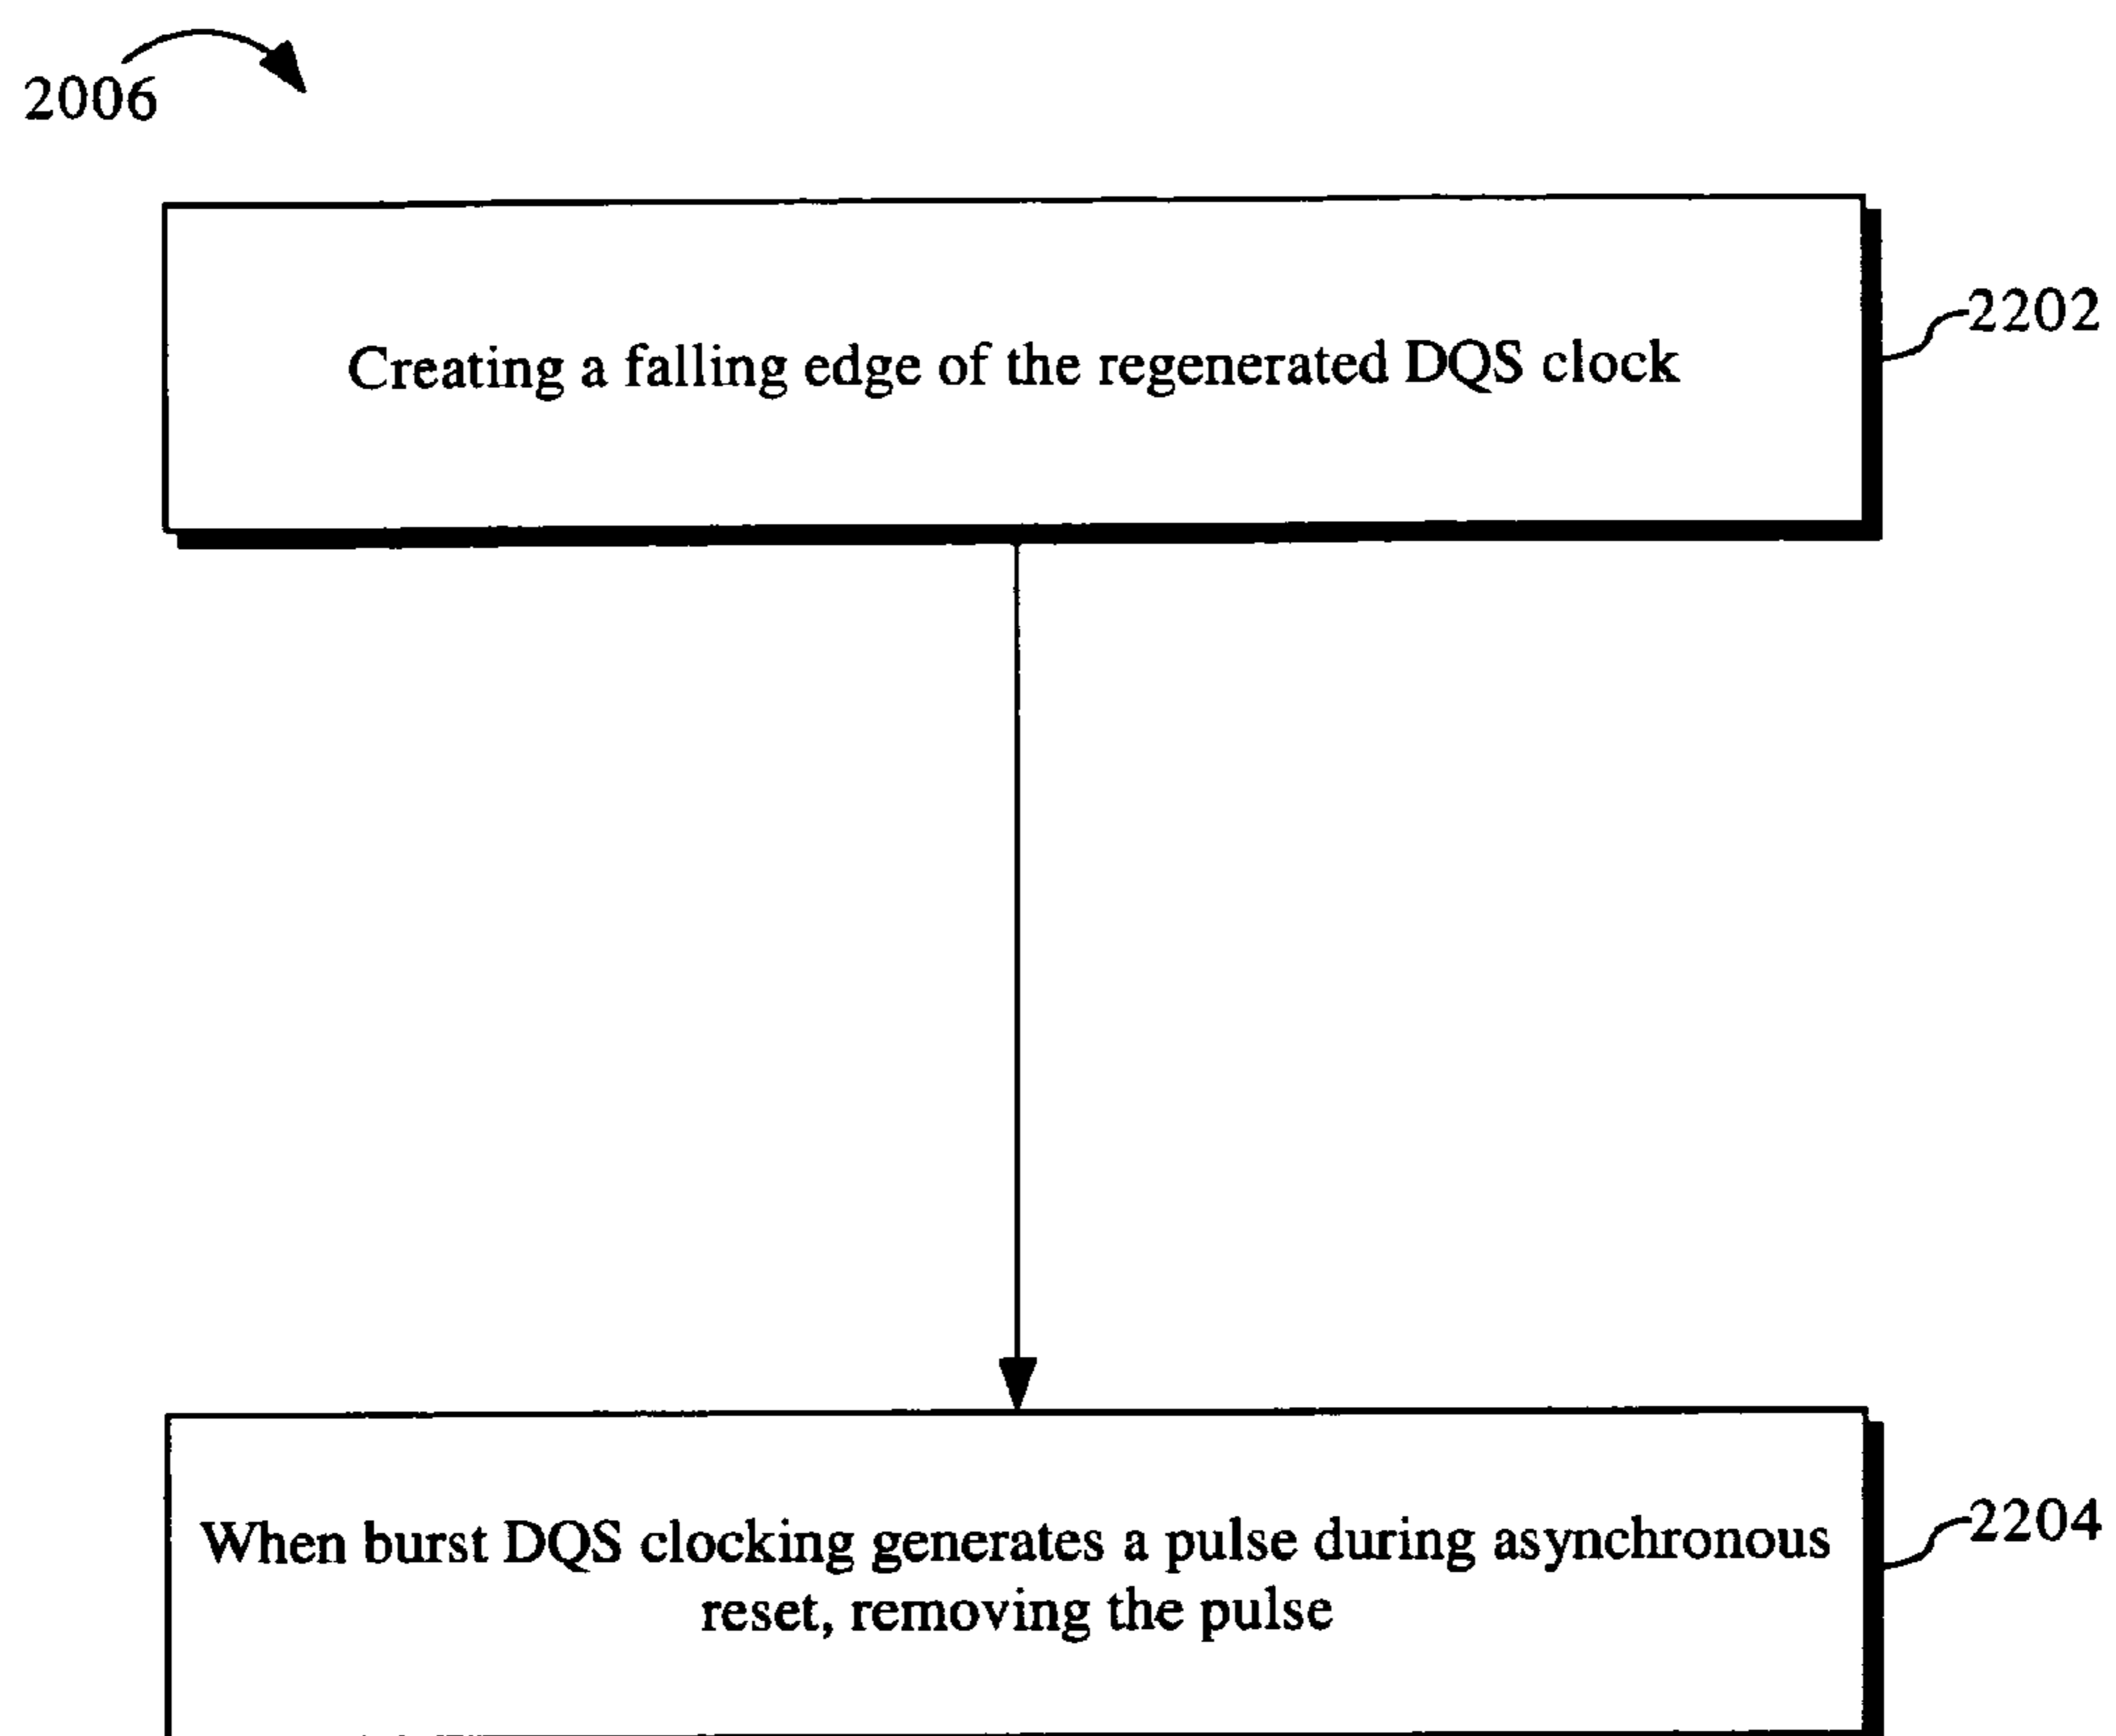 2006
2202
Creating a falling edge of the regenerated DQS clock
2204
When burst DQS clocking generates a pulse during asynchronous
reset, removing the pulse